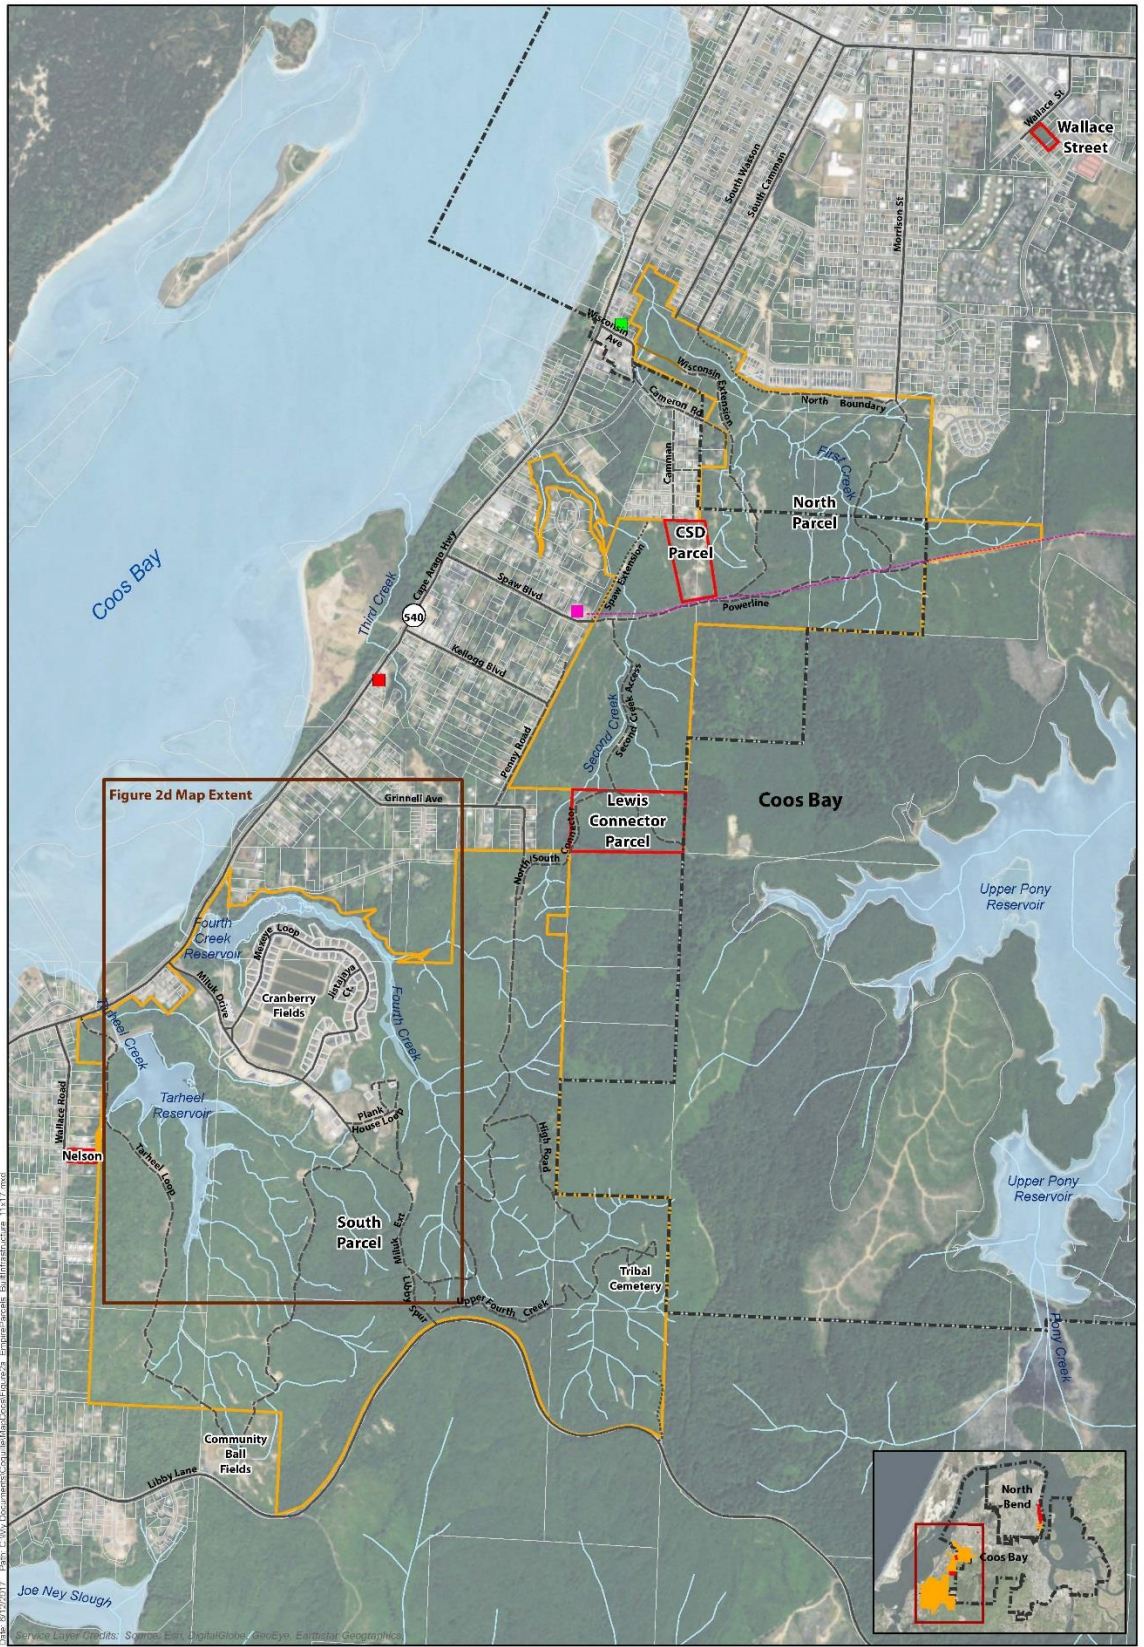 Wallace St
Wallace
Street
South Wasson
South Camman
Morrison St
Wisconsin
Ave
Wisconsin Extension
Cameron Rd
North Boundary
First Creek
Camman
North
Parcel
CSD
Parcel
Coos Bay
Cape Arago Hwy
Third Creek
540
Spaw Blvd
Spaw Extension
Powerline
Kellogg Blvd
Second Creek
Second Creek Access
Penny Road
Figure 2d Map Extent
Grinnell Ave
Lewis
Connector
Parcel
Coos Bay
North South Connector
Upper Pony
Reservoir
Fourth
Creek
Reservoir
Mexeye Loop
Jistajaya
Ct.
Miluk Drive
Cranberry
Fields
Fourth Creek
Tarheel Creek
Tarheel
Reservoir
Wallace Road
Plank
House Loop
Nelson
Tarheel Loop
High Road
Upper Pony
Reservoir
South
Parcel
Miluk Ext
Tribal
Cemetery
Libby
Spur
Upper Fourth Creek
Pony Creek
Community
Ball
Fields
Libby Lane
North
Bend
Coos Bay
Joe Ney Slough
Service Layer Credits: Source: Esri, DigitalGlobe, GeoEye, Earthstar Geographics,